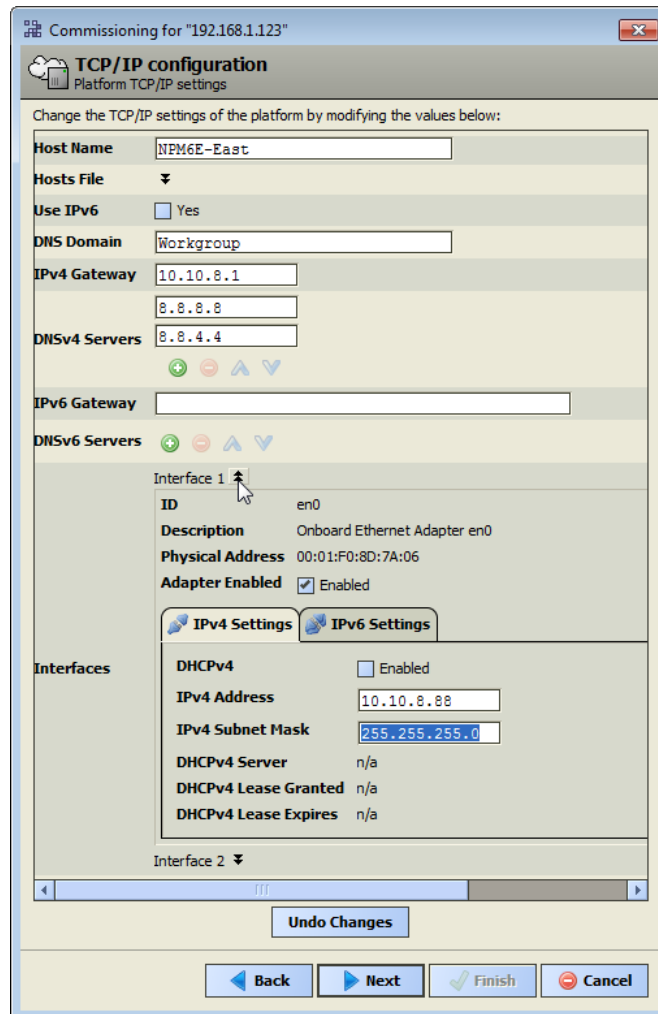 Commissioning for "192.168.1.123"
TCP/IP configuration
Platform TCP/IP settings
Change the TCP/IP settings of the platform by modifying the values below:
Host Name NPM6E-East
Hosts File
Use IPv6 Yes
DNS Domain Workgroup
IPv4 Gateway 10.10.8.1
8.8.8.8
DNSv4 Servers 8.8.4.4
IPv6 Gateway
DNSv6 Servers
Interface 1
ID en0
Description Onboard Ethernet Adapter en0
Physical Address 00:01:F0:8D:7A:06
Adapter Enabled Enabled
IPv4 Settings IPv6 Settings
Interfaces DHCPv4 Enabled
IPv4 Address 10.10.8.88
IPv4 Subnet Mask 255.255.255.0
DHCPv4 Server n/a
DHCPv4 Lease Granted n/a
DHCPv4 Lease Expires n/a
Interface 2
Undo Changes
Back Next Finish Cancel